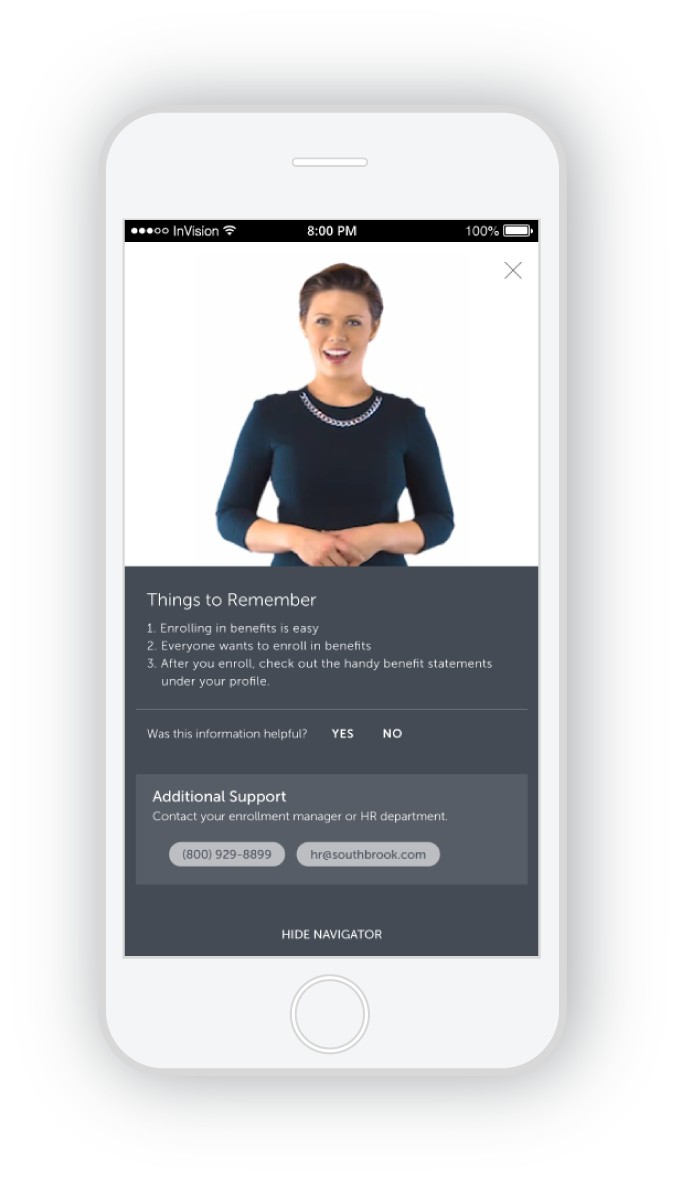 InVision 8:00 PM 100%
Things to Remember
1. Enrolling in benefits is easy
2. Everyone wants to enroll in benefits
3. After you enroll, check out the handy benefit statements
under your profile.
Was this information helpful? YES NO
Additional Support
Contact your enrollment manager or HR department.
(800) 929-8899 hr@southbrook.com
HIDE NAVIGATOR